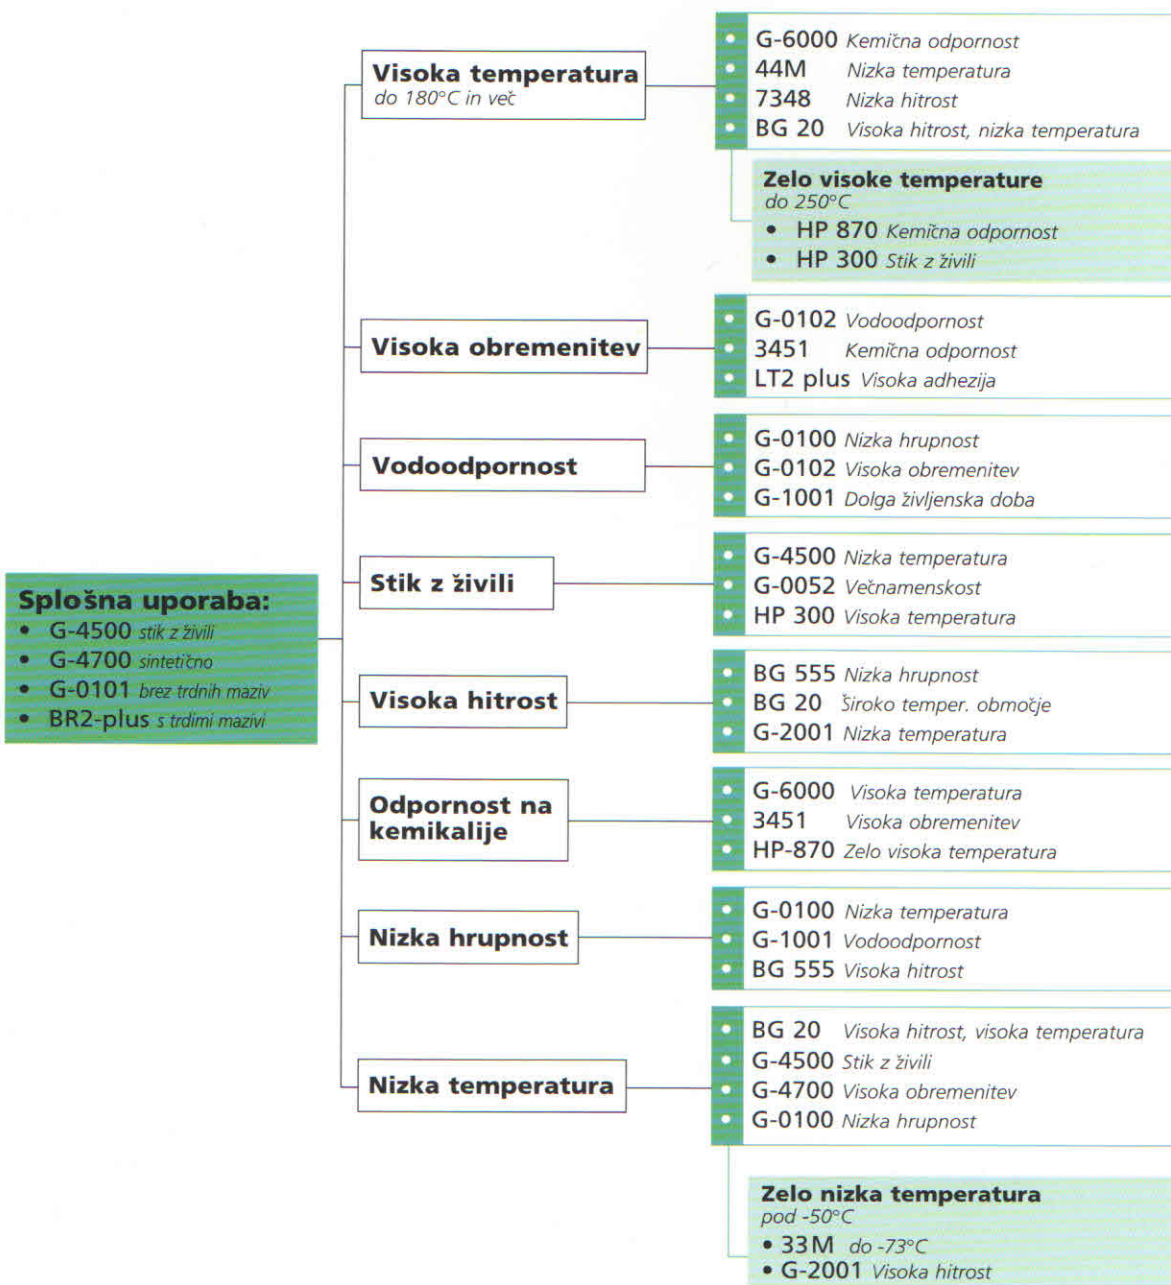 Splošna uporaba:
• G-4500 stik z živili
• G-4700 sintetično
• G-0101 brez trdnih maziv
• BR2-plus s trdimi mazivi
Visoka temperatura
do 180°C in več
• G-6000 Kemična odpornost
• 44M Nizka temperatura
• 7348 Nizka hitrost
• BG 20 Visoka hitrost, nizka temperatura
Zelo visoke temperature
do 250°C
• HP 870 Kemična odpornost
• HP 300 Stik z živili
Visoka obremenitev
• G-0102 Vodoodpornost
• 3451 Kemična odpornost
• LT2 plus Visoka adhezija
Vodoodpornost
• G-0100 Nizka hrupnost
• G-0102 Visoka obremenitev
• G-1001 Dolga življenska doba
Stik z živili
• G-4500 Nizka temperatura
• G-0052 Večnamenskost
• HP 300 Visoka temperatura
Visoka hitrost
• BG 555 Nizka hrupnost
• BG 20 Široko temper. območje
• G-2001 Nizka temperatura
Odpornost na
kemikalije
• G-6000 Visoka temperatura
• 3451 Visoka obremenitev
• HP-870 Zelo visoka temperatura
Nizka hrupnost
• G-0100 Nizka temperatura
• G-1001 Vodoodpornost
• BG 555 Visoka hitrost
Nizka temperatura
• BG 20 Visoka hitrost, visoka temperatura
• G-4500 Stik z živili
• G-4700 Visoka obremenitev
• G-0100 Nizka hrupnost
Zelo nizka temperatura
pod -50°C
• 33M do -73°C
• G-2001 Visoka hitrost